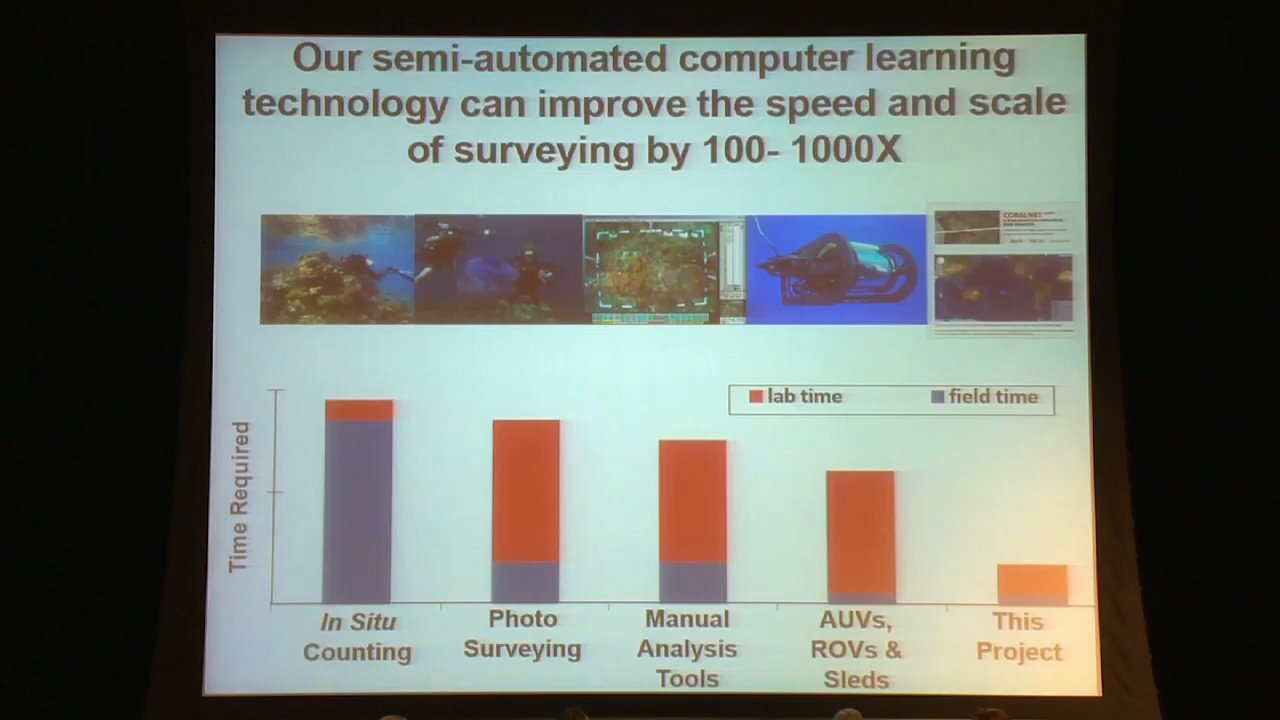 Our semi-automated computer learning
technology can improve the speed and scale
of surveying by 100- 1000X
CORALNET
lab time
field time
Time Required
In Situ
Counting
Photo
Surveying
Manual
Analysis
Tools
AUVs,
ROVs &
Sleds
This
Project